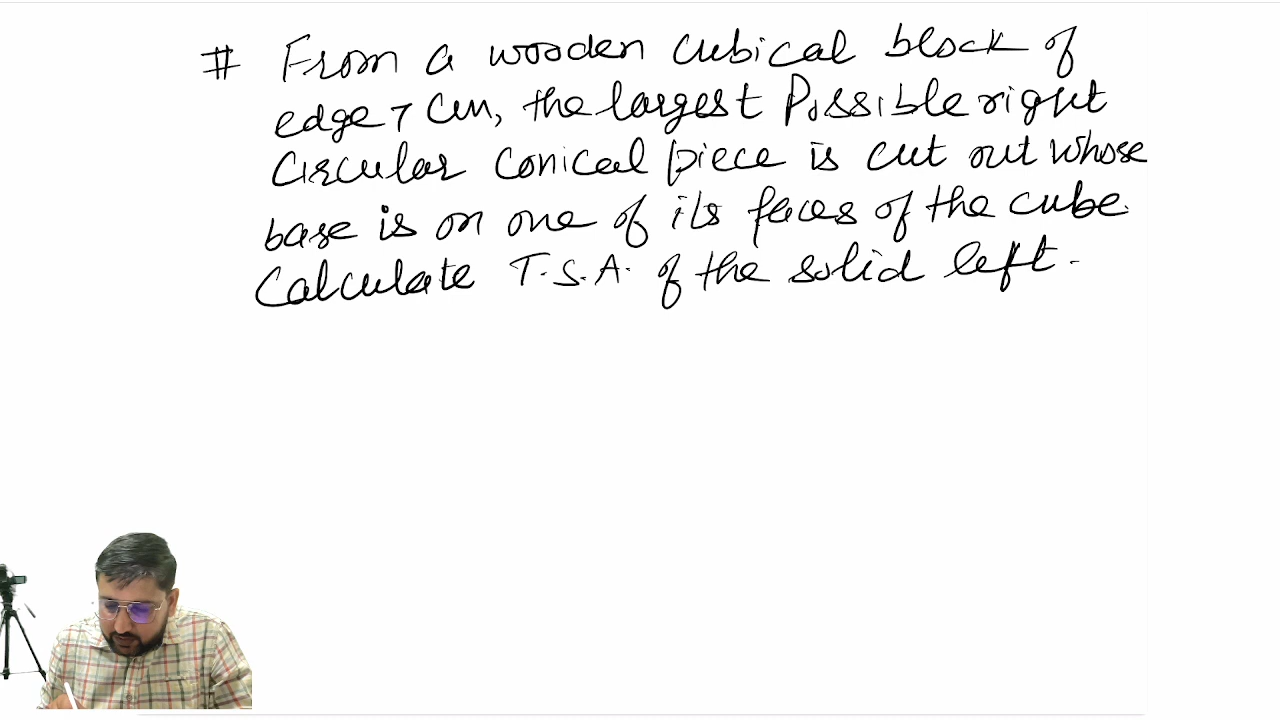 # From a wooden cubical block of
edge 7 cm, the largest Possible right
Circular Conical piece is cut out whose
base is on one of its faces of the cube.
Calculate T.S.A. of the solid left.